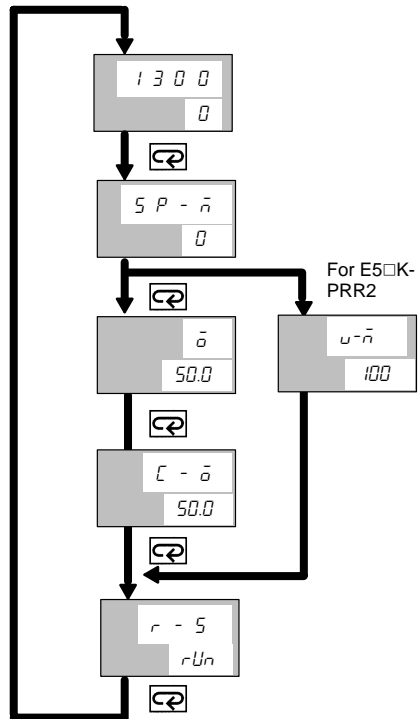 1300
0
SP-m̄
0
For E5□K-
PRR2
ō
50.0
u-m̄
100
C-ō
50.0
r-S
rUn